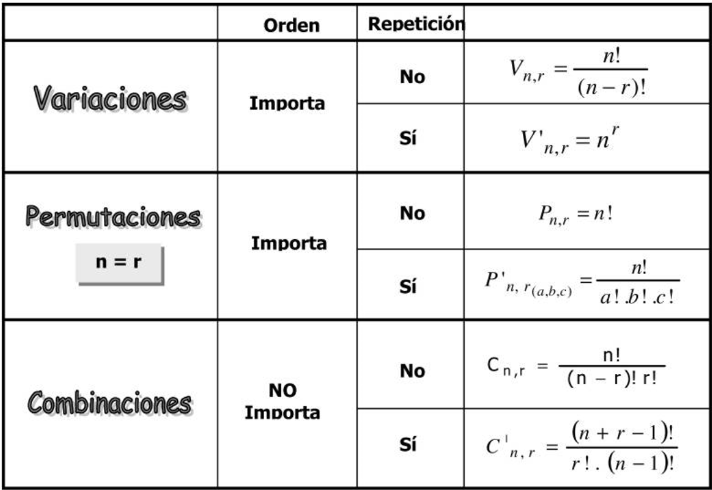 Orden Repetición
Variaciones Importa No V_{n,r} = \frac{n!}{(n-r)!}
Sí V'_{n,r} = n^r
Permutaciones
n = r
Importa No P_{n,r} = n!
Sí P'_{n, r_{(a,b,c)}} = \frac{n!}{a!.b!.c!}
Combinaciones NO
Importa
No C_{n,r} = \frac{n!}{(n-r)! r!}
Sí C'_{n,r} = \frac{(n+r-1)!}{r!.(n-1)!}